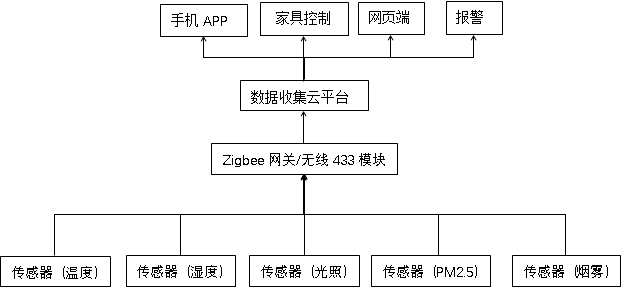 手机 APP
家具控制
网页端
报警
数据收集云平台
Zigbee 网关/无线 433 模块
传感器（温度）
传感器（湿度）
传感器（光照）
传感器（PM2.5）
传感器（烟雾）